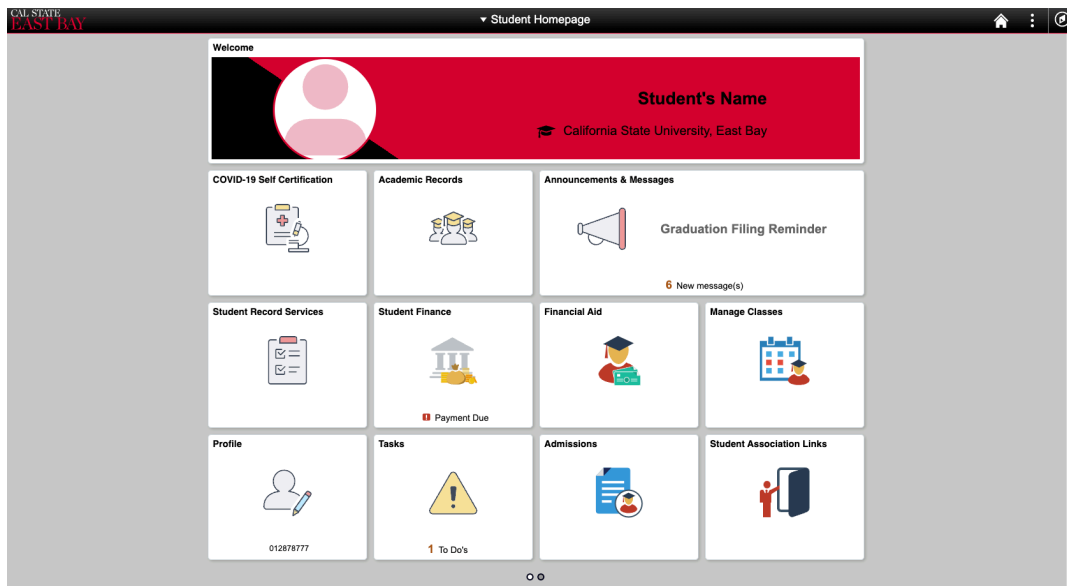 CAL STATE
EAST BAY
Student Homepage
Welcome
Student's Name
California State University, East Bay
COVID-19 Self Certification
Academic Records
Announcements & Messages
Graduation Filing Reminder
6 New message(s)
Student Record Services
Student Finance
Financial Aid
Manage Classes
Payment Due
Profile
Tasks
Admissions
Student Association Links
012878777
1 To Do's